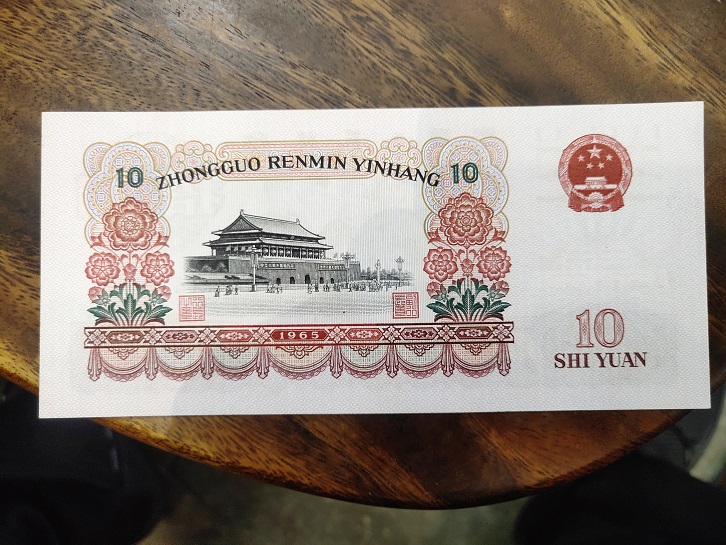 10 ZHONGGUO RENMIN YINHANG 10
1965
10
SHI YUAN